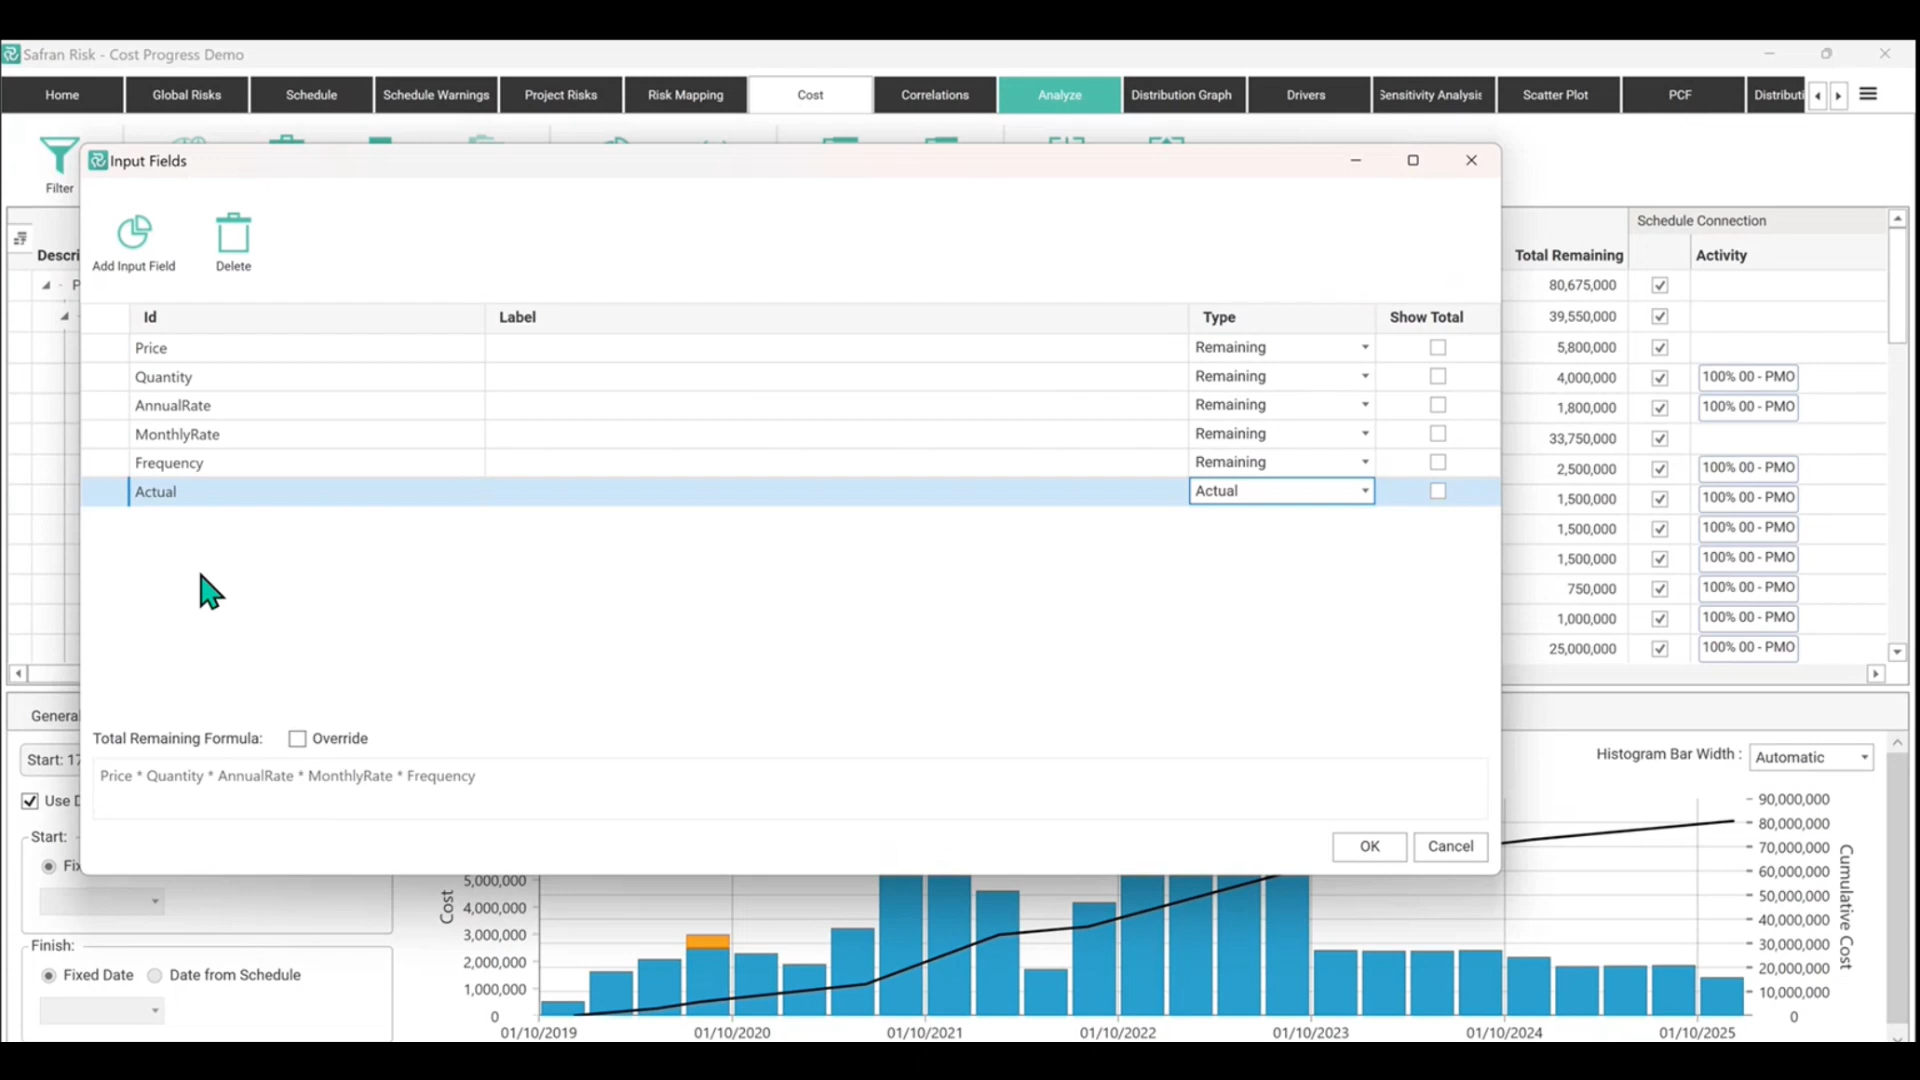 Safran Risk - Cost Progress Demo
Home Global Risks Schedule Schedule Warnings Project Risks Risk Mapping Cost Correlations Analyze Distribution Graph Drivers Sensitivity Analysis Scatter Plot PCF Distributi
Filter
Input Fields
Add Input Field Delete
Id Label Type Show Total
Price Remaining
Quantity Remaining
AnnualRate Remaining
MonthlyRate Remaining
Frequency Remaining
Actual Actual
Total Remaining Formula: Override
Price * Quantity * AnnualRate * MonthlyRate * Frequency
OK Cancel
Descri
P
Schedule Connection
Total Remaining Activity
80,675,000
39,550,000
5,800,000
4,000,000 100% 00 - PMO
1,800,000 100% 00 - PMO
33,750,000
2,500,000 100% 00 - PMO
1,500,000 100% 00 - PMO
1,500,000 100% 00 - PMO
1,500,000 100% 00 - PMO
750,000 100% 00 - PMO
1,000,000 100% 00 - PMO
25,000,000 100% 00 - PMO
General
Start: 17
Use D
Start:
Fix
Finish:
Fixed Date Date from Schedule
Histogram Bar Width : Automatic
Cost
5,000,000
4,000,000
3,000,000
2,000,000
1,000,000
0
01/10/2019 01/10/2020 01/10/2021 01/10/2022 01/10/2023 01/10/2024 01/10/2025
90,000,000
80,000,000
70,000,000
60,000,000
50,000,000
40,000,000
30,000,000
20,000,000
10,000,000
0
Cumulative Cost